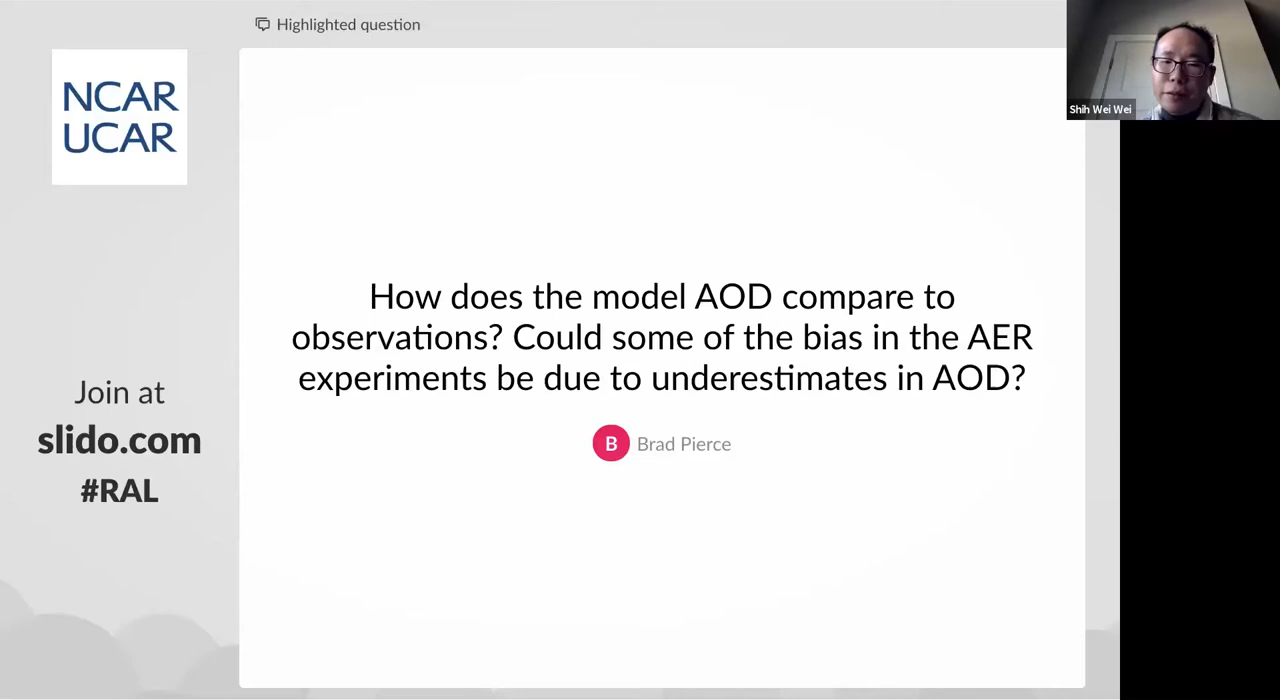 Highlighted question
NCAR
UCAR
Shih Wei Wei
How does the model AOD compare to
observations? Could some of the bias in the AER
experiments be due to underestimates in AOD?
B Brad Pierce
Join at
slido.com
#RAL